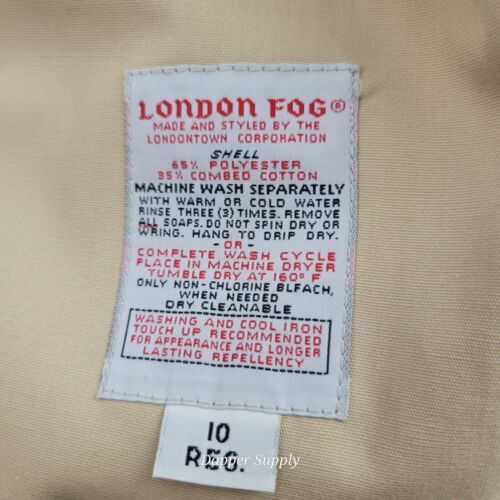 LONDON FOG®
MADE AND STYLED BY THE
LONDONTOWN CORPORATION
SHELL
65% POLYESTER
35% COMBED COTTON
MACHINE WASH SEPARATELY
WITH WARM OR COLD WATER
RINSE THREE (3) TIMES. REMOVE
ALL SOAPS. DO NOT SPIN DRY OR
WRING. HANG TO DRIP DRY.
-OR-
COMPLETE WASH CYCLE
PLACE IN MACHINE DRYER
TUMBLE DRY AT 160° F
ONLY NON-CHLORINE BLEACH,
WHEN NEEDED
DRY CLEANABLE
WASHING AND COOL IRON
TOUCH UP RECOMMENDED
FOR APPEARANCE AND LONGER
LASTING REPELLENCY
10
REG.
Dapper Supply